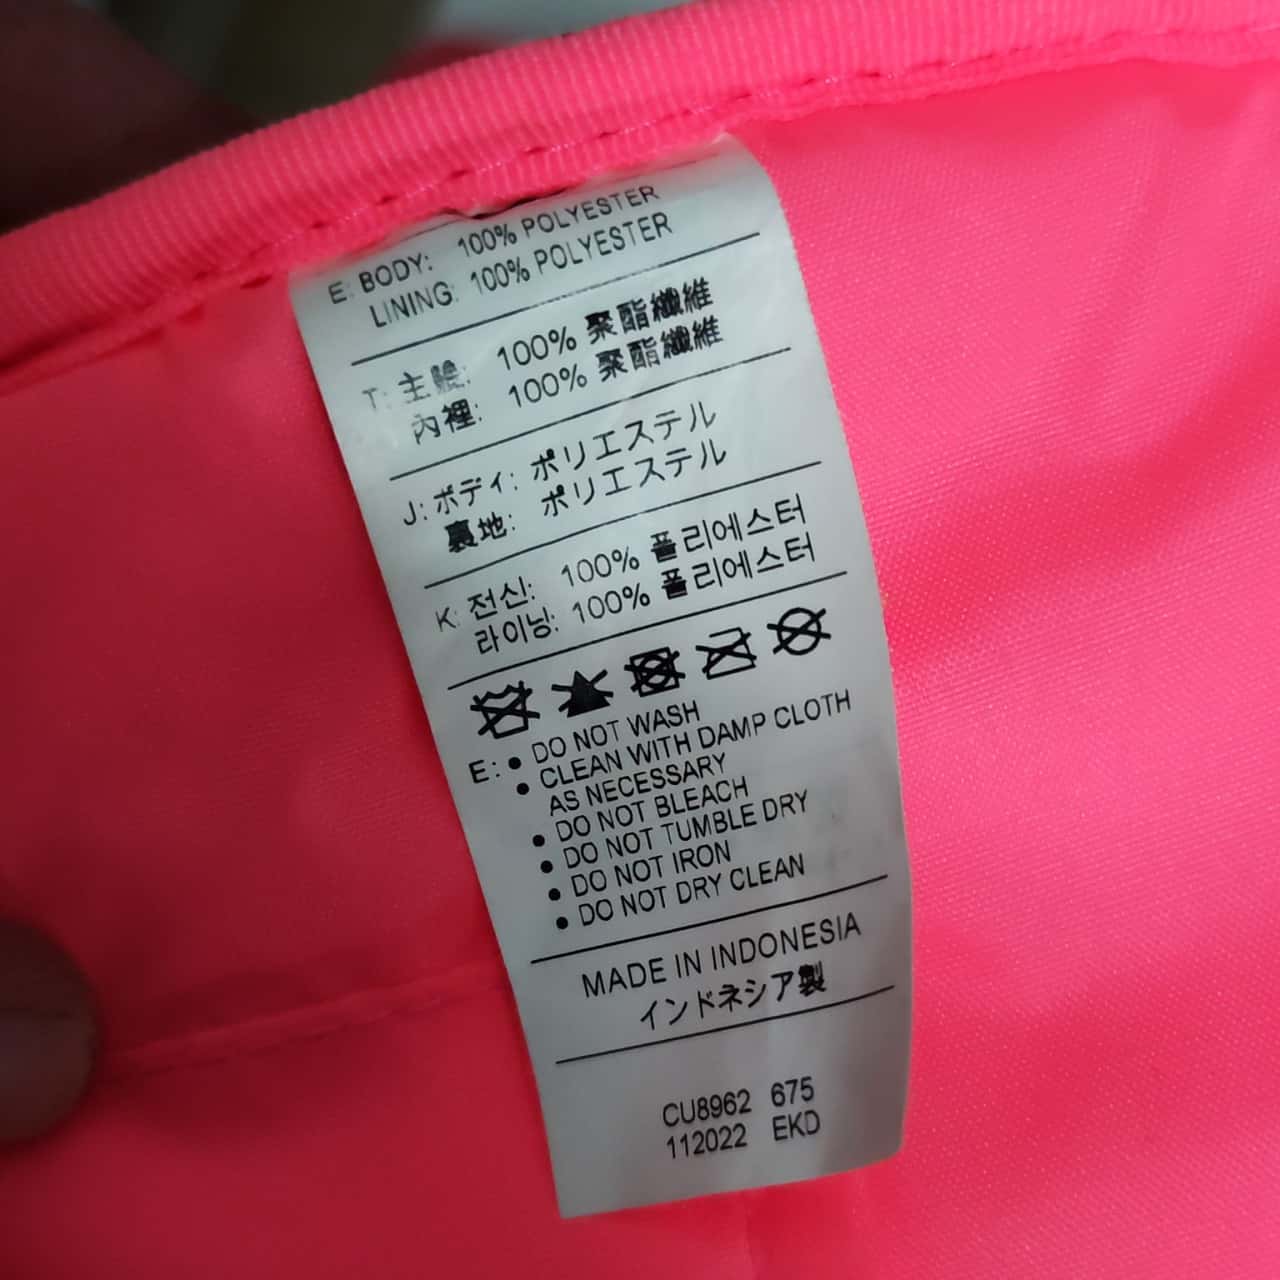 E: BODY: 100% POLYESTER
LINING: 100% POLYESTER
T: 主體: 100% 聚酯纖維
內裡: 100% 聚酯纖維
J: ボディ: ポリエステル
裏地: ポリエステル
K: 전신: 100% 폴리에스터
라이닝: 100% 폴리에스터
E: • DO NOT WASH
• CLEAN WITH DAMP CLOTH
AS NECESSARY
• DO NOT BLEACH
• DO NOT TUMBLE DRY
• DO NOT IRON
• DO NOT DRY CLEAN
MADE IN INDONESIA
インドネシア製
CU8962 675
112022 EKD